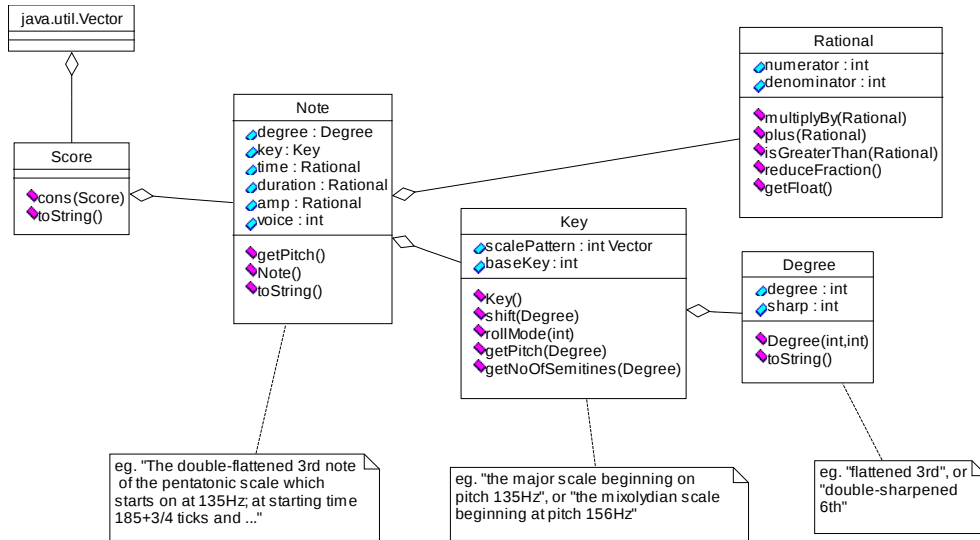 java.util.Vector
Score
cons(Score)
toString()
Note
degree : Degree
key : Key
time : Rational
duration : Rational
amp : Rational
voice : int
getPitch()
Note()
toString()
Rational
numerator : int
denominator : int
multiplyBy(Rational)
plus(Rational)
isGreaterThan(Rational)
reduceFraction()
getFloat()
Key
scalePattern : int Vector
baseKey : int
Key()
shift(Degree)
rollMode(int)
getPitch(Degree)
getNoOfSemitines(Degree)
Degree
degree : int
sharp : int
Degree(int,int)
toString()
eg. "The double-flattened 3rd note
of the pentatonic scale which
starts on at 135Hz; at starting time
185+3/4 ticks and ..."
eg. "the major scale beginning on
pitch 135Hz", or "the mixolydian scale
beginning at pitch 156Hz"
eg. "flattened 3rd", or
"double-sharpened
6th"